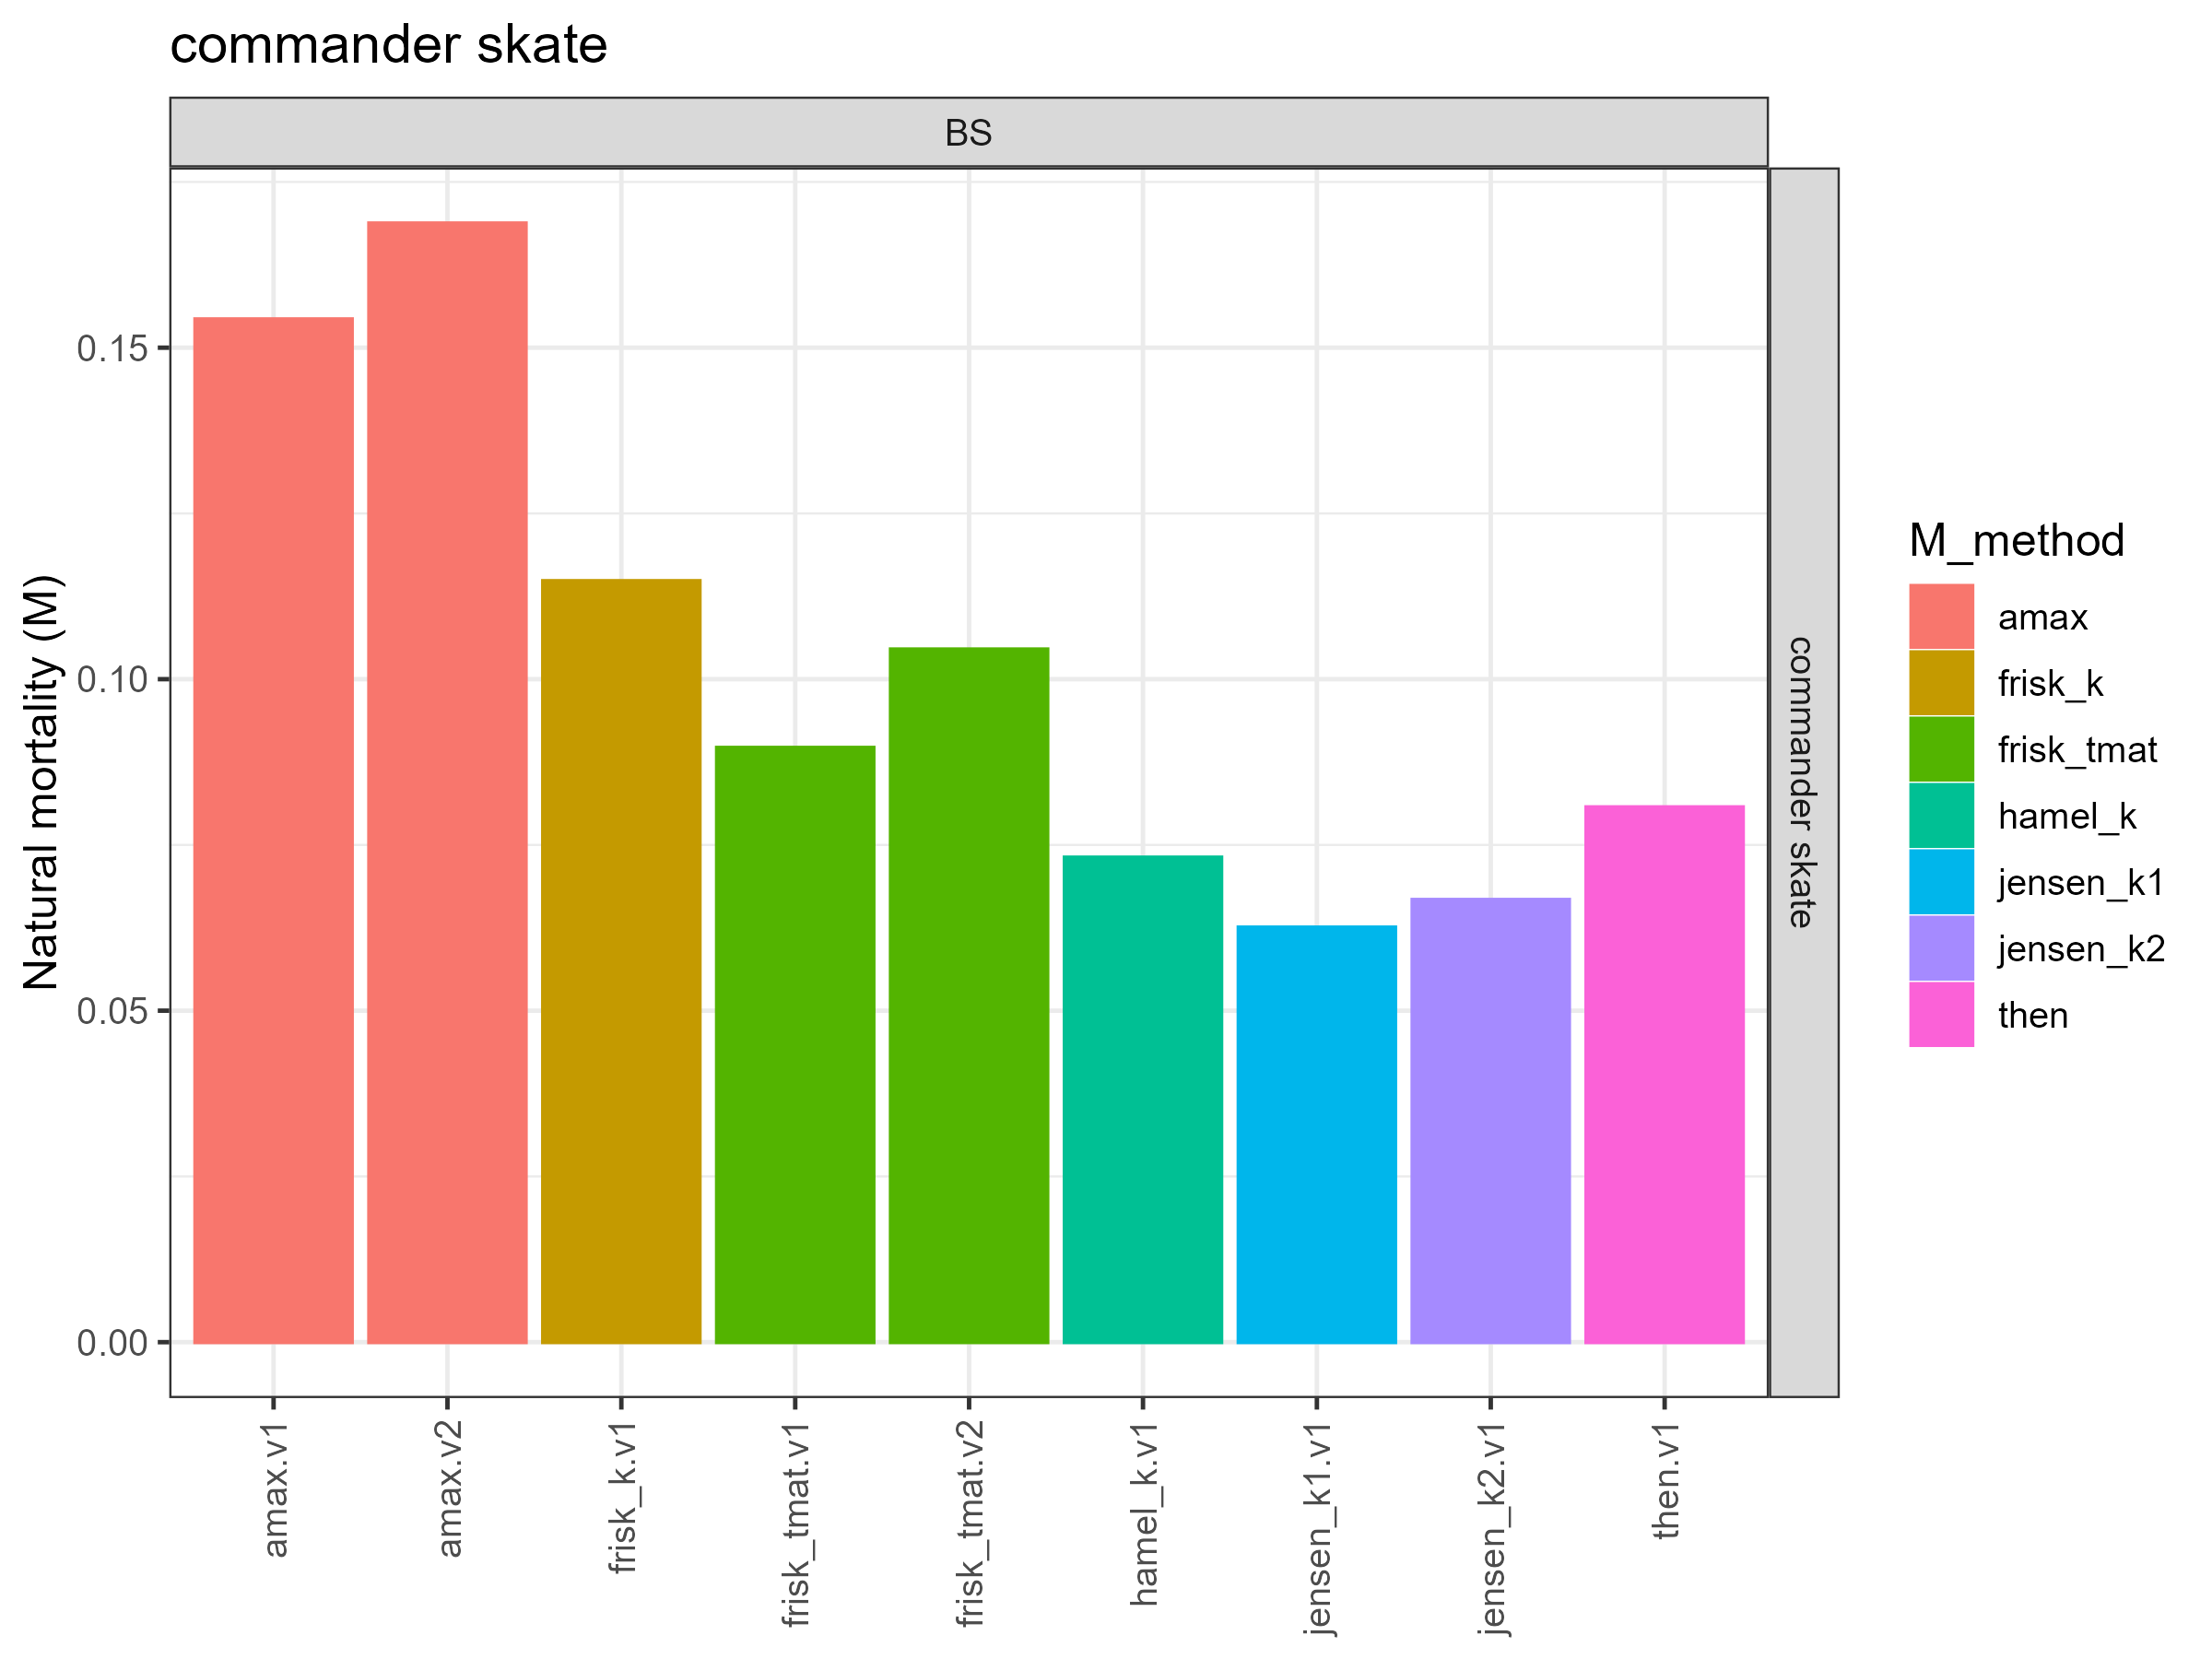 commander skate
BS
commander skate
Natural mortality (M)
0.15
0.10
0.05
0.00
amax.v1
amax.v2
frisk_k.v1
frisk_tmat.v1
frisk_tmat.v2
hamel_k.v1
jensen_k1.v1
jensen_k2.v1
then.v1
M_method
amax
frisk_k
frisk_tmat
hamel_k
jensen_k1
jensen_k2
then